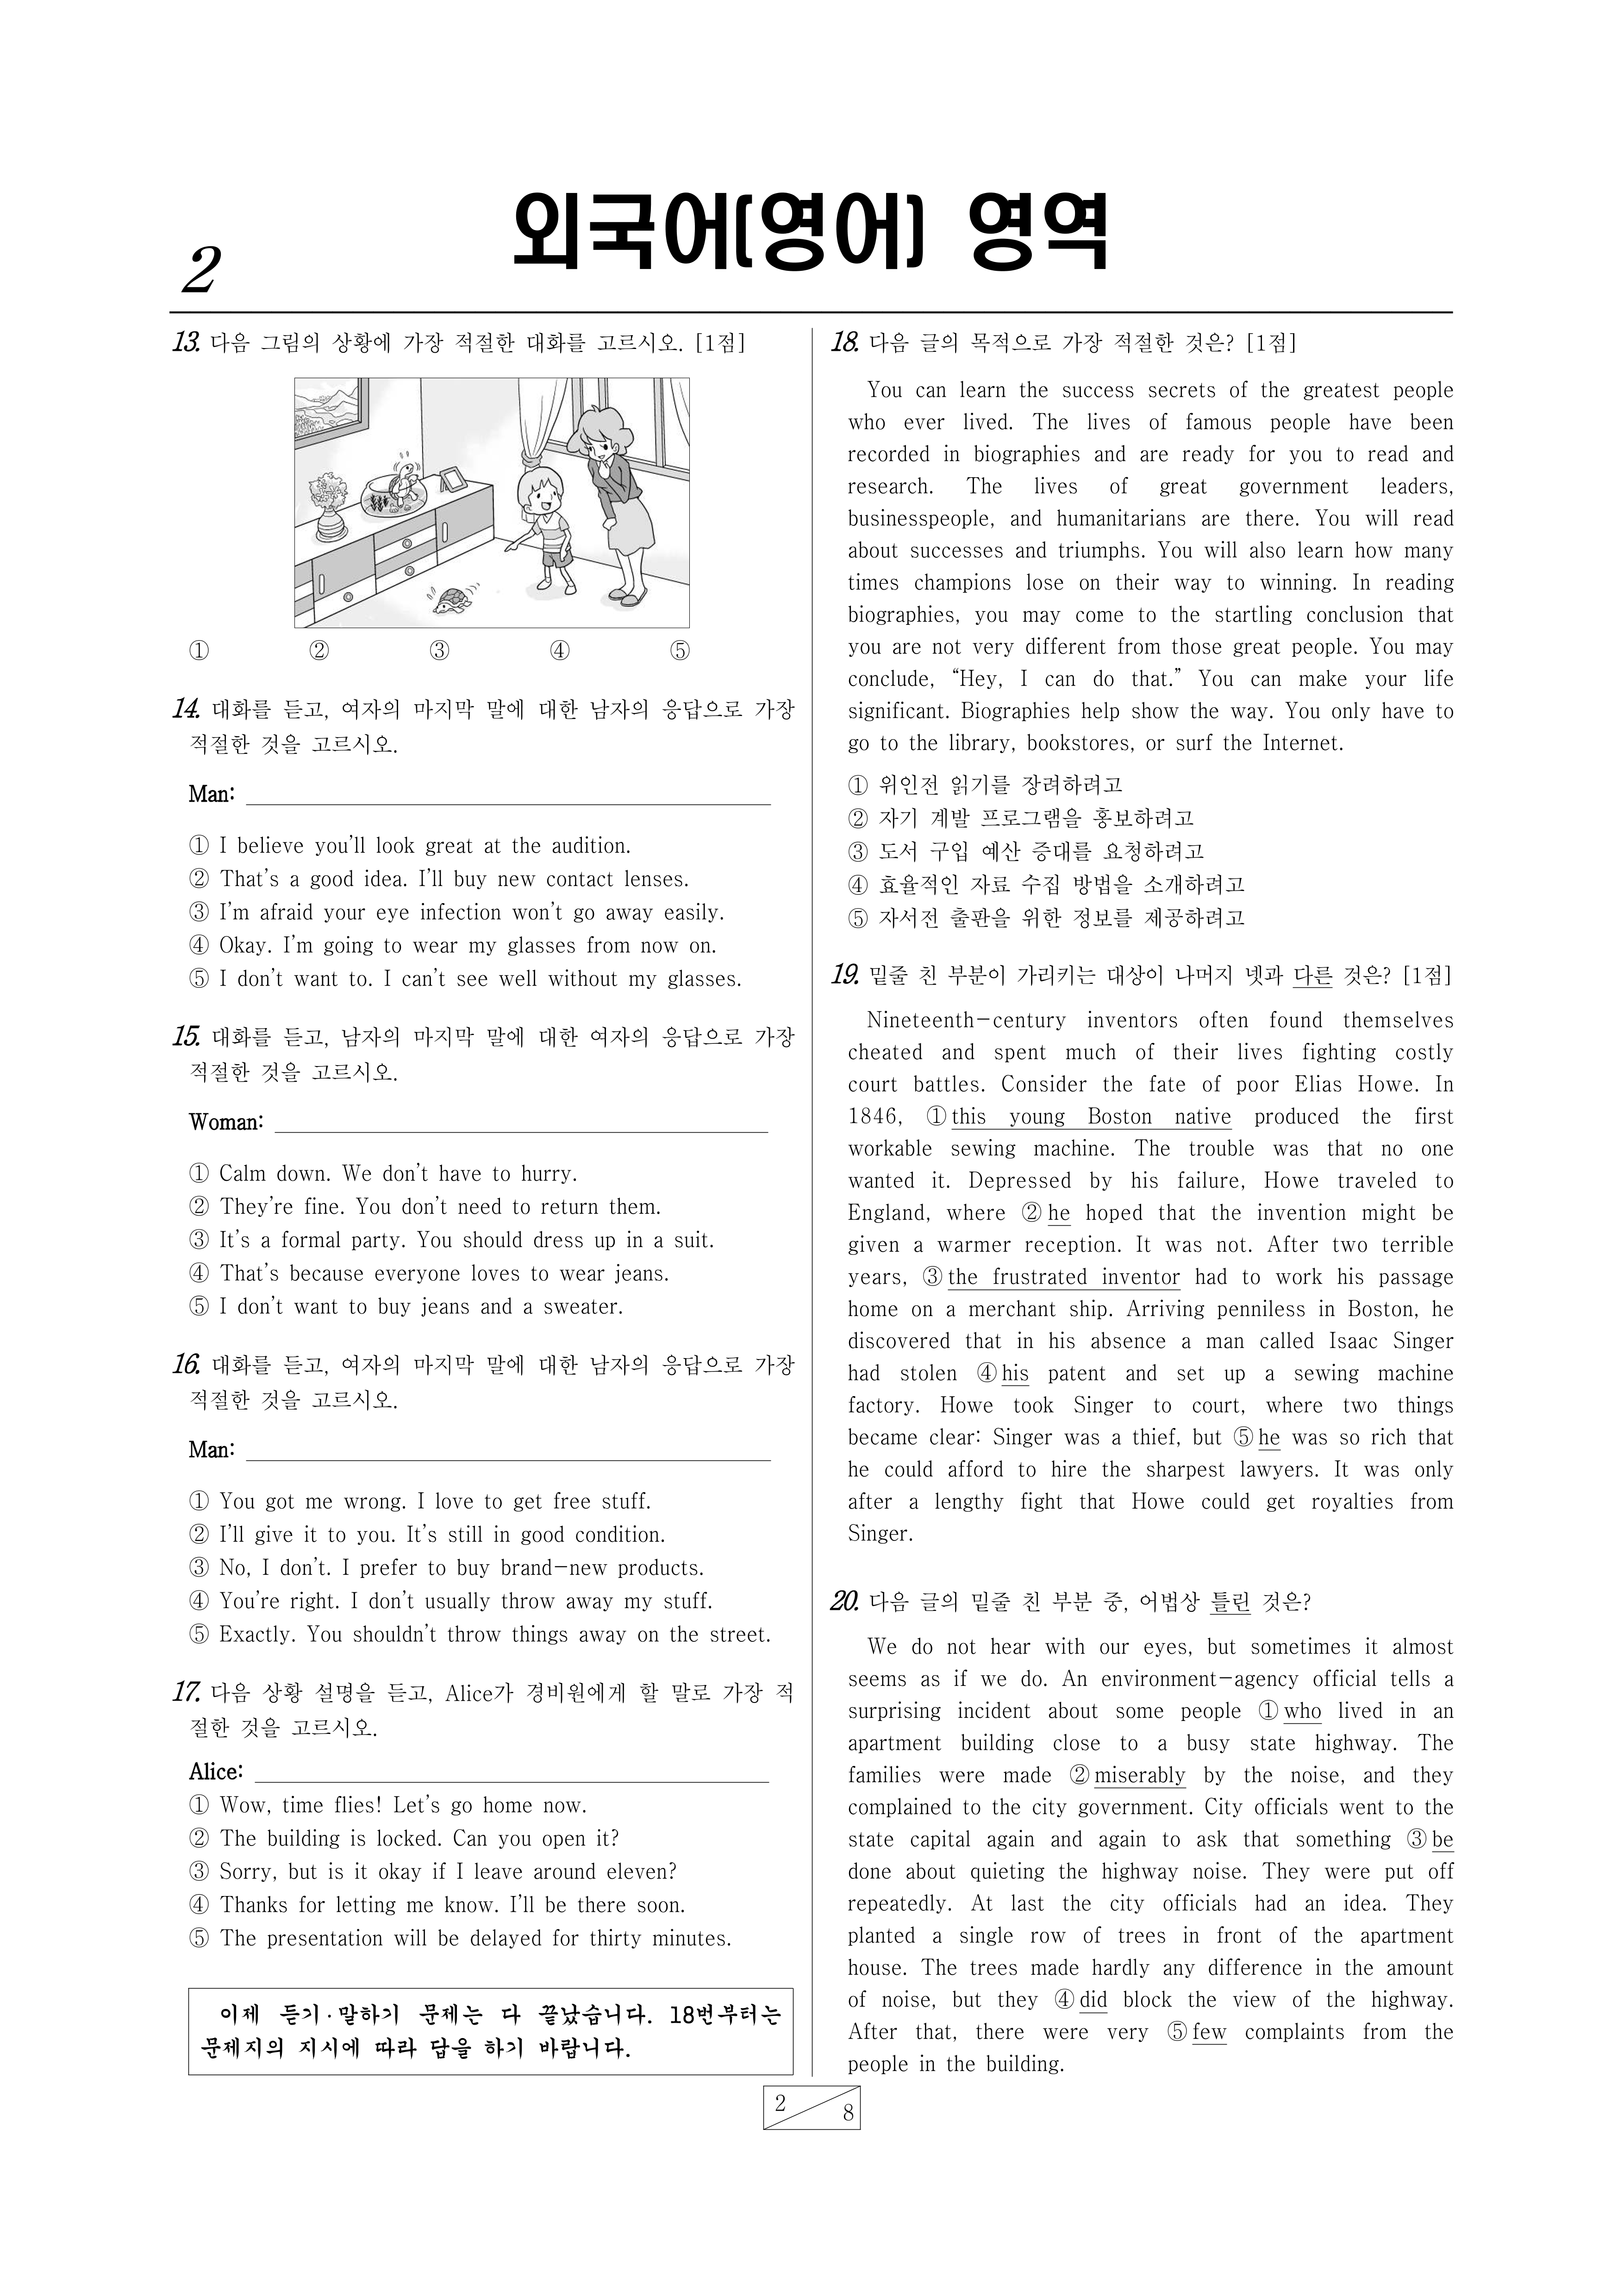 외국어(영어) 영역
2
13. 다음 그림의 상황에 가장 적절한 대화를 고르시오. [1점]
① ② ③ ④ ⑤
14. 대화를 듣고, 여자의 마지막 말에 대한 남자의 응답으로 가장
적절한 것을 고르시오.
Man:
① I believe you'll look great at the audition.
② That's a good idea. I'll buy new contact lenses.
③ I'm afraid your eye infection won't go away easily.
④ Okay. I'm going to wear my glasses from now on.
⑤ I don't want to. I can't see well without my glasses.
15. 대화를 듣고, 남자의 마지막 말에 대한 여자의 응답으로 가장
적절한 것을 고르시오.
Woman:
① Calm down. We don't have to hurry.
② They're fine. You don't need to return them.
③ It's a formal party. You should dress up in a suit.
④ That's because everyone loves to wear jeans.
⑤ I don't want to buy jeans and a sweater.
16. 대화를 듣고, 여자의 마지막 말에 대한 남자의 응답으로 가장
적절한 것을 고르시오.
Man:
① You got me wrong. I love to get free stuff.
② I'll give it to you. It's still in good condition.
③ No, I don't. I prefer to buy brand-new products.
④ You're right. I don't usually throw away my stuff.
⑤ Exactly. You shouldn't throw things away on the street.
17. 다음 상황 설명을 듣고, Alice가 경비원에게 할 말로 가장 적
절한 것을 고르시오.
Alice:
① Wow, time flies! Let's go home now.
② The building is locked. Can you open it?
③ Sorry, but is it okay if I leave around eleven?
④ Thanks for letting me know. I'll be there soon.
⑤ The presentation will be delayed for thirty minutes.
이제 듣기·말하기 문제는 다 끝났습니다. 18번부터는
문제지의 지시에 따라 답을 하기 바랍니다.
18. 다음 글의 목적으로 가장 적절한 것은? [1점]
You can learn the success secrets of the greatest people
who ever lived. The lives of famous people have been
recorded in biographies and are ready for you to read and
research. The lives of great government leaders,
businesspeople, and humanitarians are there. You will read
about successes and triumphs. You will also learn how many
times champions lose on their way to winning. In reading
biographies, you may come to the startling conclusion that
you are not very different from those great people. You may
conclude, “Hey, I can do that.” You can make your life
significant. Biographies help show the way. You only have to
go to the library, bookstores, or surf the Internet.
① 위인전 읽기를 장려하려고
② 자기 계발 프로그램을 홍보하려고
③ 도서 구입 예산 증대를 요청하려고
④ 효율적인 자료 수집 방법을 소개하려고
⑤ 자서전 출판을 위한 정보를 제공하려고
19. 밑줄 친 부분이 가리키는 대상이 나머지 넷과 다른 것은? [1점]
Nineteenth-century inventors often found themselves
cheated and spent much of their lives fighting costly
court battles. Consider the fate of poor Elias Howe. In
1846, ① this young Boston native produced the first
workable sewing machine. The trouble was that no one
wanted it. Depressed by his failure, Howe traveled to
England, where ② he hoped that the invention might be
given a warmer reception. It was not. After two terrible
years, ③ the frustrated inventor had to work his passage
home on a merchant ship. Arriving penniless in Boston, he
discovered that in his absence a man called Isaac Singer
had stolen ④ his patent and set up a sewing machine
factory. Howe took Singer to court, where two things
became clear: Singer was a thief, but ⑤ he was so rich that
he could afford to hire the sharpest lawyers. It was only
after a lengthy fight that Howe could get royalties from
Singer.
20. 다음 글의 밑줄 친 부분 중, 어법상 틀린 것은?
We do not hear with our eyes, but sometimes it almost
seems as if we do. An environment-agency official tells a
surprising incident about some people ① who lived in an
apartment building close to a busy state highway. The
families were made ② miserably by the noise, and they
complained to the city government. City officials went to the
state capital again and again to ask that something ③ be
done about quieting the highway noise. They were put off
repeatedly. At last the city officials had an idea. They
planted a single row of trees in front of the apartment
house. The trees made hardly any difference in the amount
of noise, but they ④ did block the view of the highway.
After that, there were very ⑤ few complaints from the
people in the building.
2
8